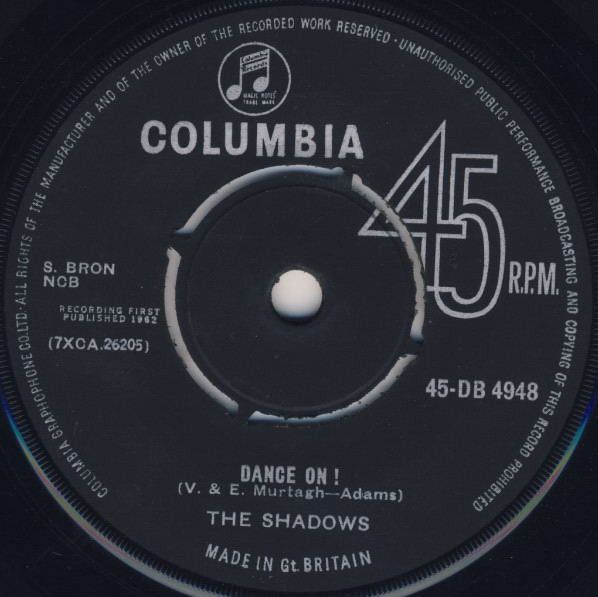 COLUMBIA GRAPHOPHONE CO. LTD · ALL RIGHTS OF THE MANUFACTURER AND OF THE OWNER OF THE RECORDED WORK RESERVED · UNAUTHORISED PUBLIC PERFORMANCE BROADCASTING AND COPYING OF THIS RECORD PROHIBITED
Columbia
Records
MAGIC NOTES
TRADE MARK
COLUMBIA
45
R.P.M.
S. BRON
NCB
RECORDING FIRST
PUBLISHED 1962
(7XCA.26205)
45-DB 4948
DANCE ON !
(V. & E. Murtagh—Adams)
THE SHADOWS
MADE IN Gt. BRITAIN